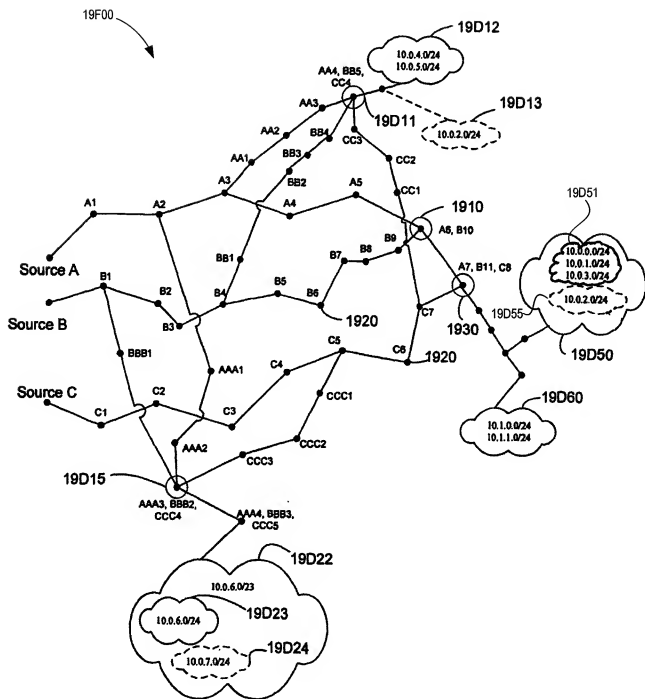 19F00
19D12
10.0.4.0/24
10.0.5.0/24
AA4, BB5,
CC4
19D13
19D11
10.0.2.0/24
AA3
BB4
CC3
AA2
BB3
AA1
BB2
CC2
CC1
A3
A1
A2
A4
A5
1910
19D51
A6, B10
10.0.0.0/24
10.0.1.0/24
10.0.3.0/24
Source A
BB1
B7
B8
B9
A7, B11, C8
B1
B2
B4
B5
B6
19D55
10.0.2.0/24
Source B
B3
1920
C7
1930
19D50
BBB1
AAA1
C5
C6
1920
Source C
C4
C2
CCC1
19D60
C1
C3
10.1.0.0/24
10.1.1.0/24
AAA2
CCC2
CCC3
19D15
AAA3, BBB2,
CCC4
AAA4, BBB3,
CCC5
19D22
10.0.6.0/23
19D23
10.0.6.0/24
19D24
10.0.7.0/24